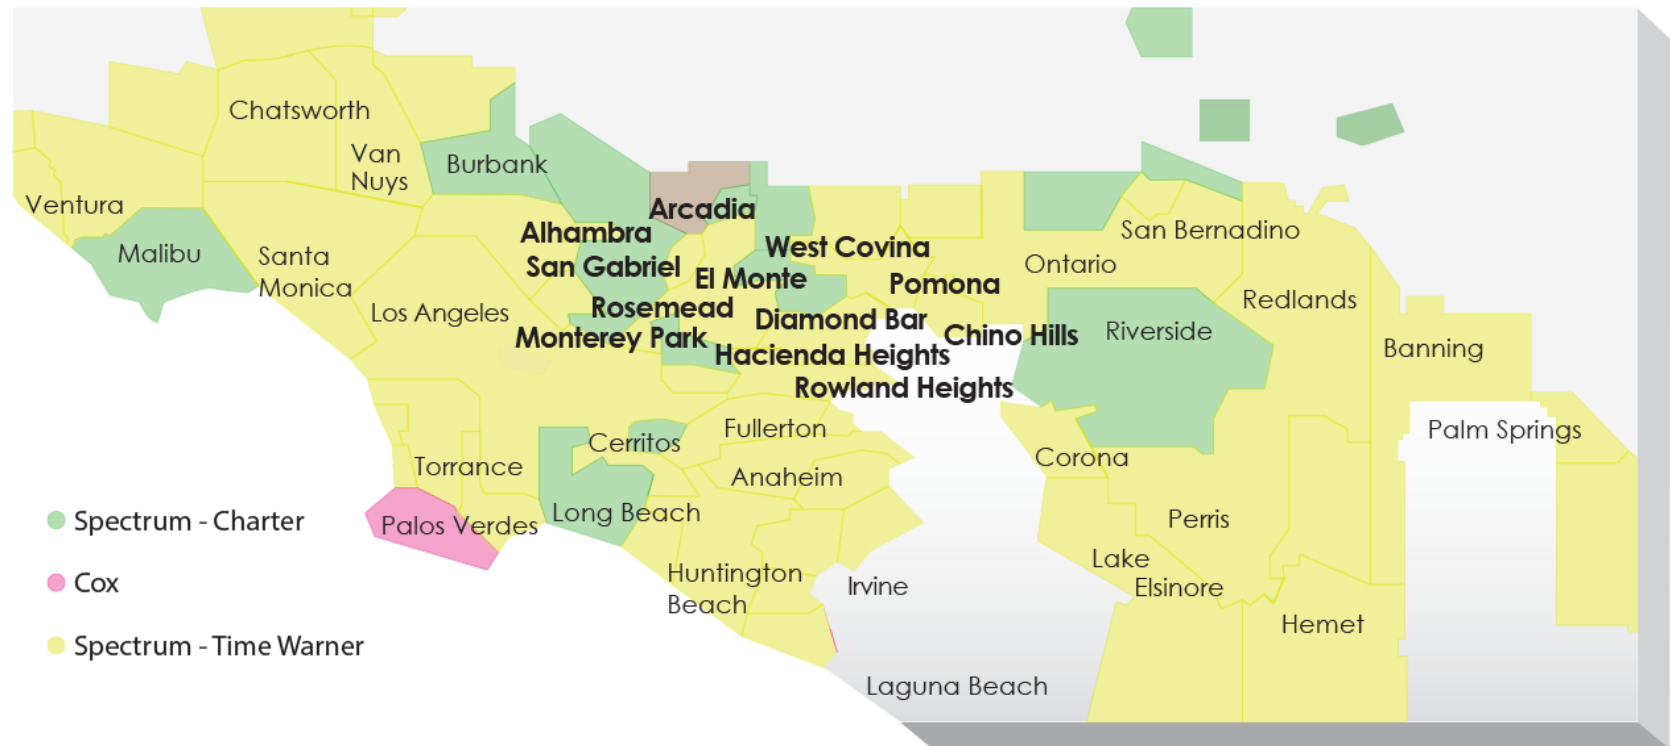 Chatsworth
Van
Nuys
Burbank
Ventura
Malibu
Santa
Monica
Los Angeles
Arcadia
Alhambra
San Gabriel
West Covina
El Monte
Pomona
Rosemead
Diamond Bar
Monterey Park
Chino Hills
Hacienda Heights
Rowland Heights
San Bernadino
Ontario
Redlands
Riverside
Banning
Palm Springs
Fullerton
Cerritos
Anaheim
Corona
Torrance
Long Beach
Palos Verdes
Perris
Lake
Elsinore
Huntington
Beach
Irvine
Hemet
Laguna Beach
Spectrum - Charter
Cox
Spectrum - Time Warner